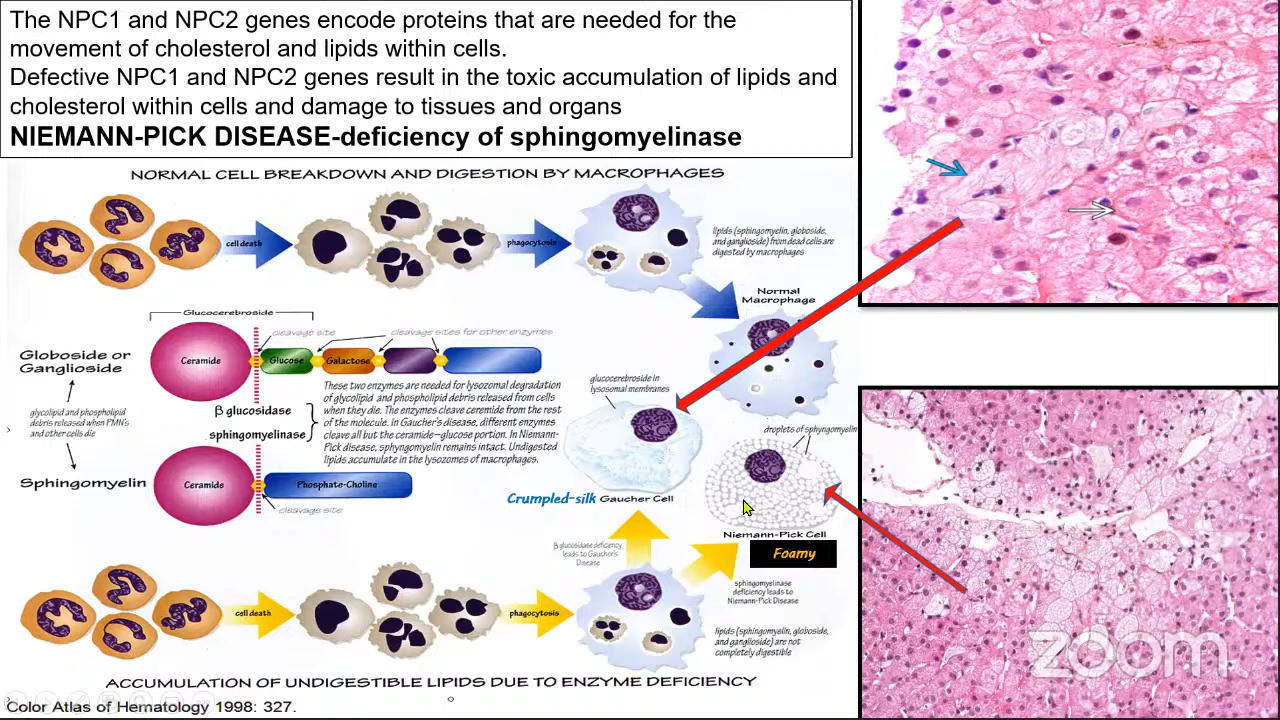 The NPC1 and NPC2 genes encode proteins that are needed for the
movement of cholesterol and lipids within cells.
Defective NPC1 and NPC2 genes result in the toxic accumulation of lipids and
cholesterol within cells and damage to tissues and organs
NIEMANN-PICK DISEASE-deficiency of sphingomyelinase
NORMAL CELL BREAKDOWN AND DIGESTION BY MACROPHAGES
cell death
phagocytosis
lipids (sphingomyelin, globoside,
and ganglioside) from dead cells are
digested by macrophages
Normal
Macrophage
Glucocerebroside
cleavage site
cleavage sites for other enzymes
Globoside or
Ganglioside
Ceramide
Glucose
Galactose
glycolipid and phospholipid
debris released when PMN's
and other cells die
β glucosidase
sphingomyelinase
These two enzymes are needed for lysozomal degradation
of glycolipid and phospholipid debris released from cells
when they die. The enzymes cleave ceramide from the rest
of the molecule. In Gaucher's disease, different enzymes
cleave all but the ceramide–glucose portion. In Niemann-
Pick disease, sphyngomyelin remains intact. Undigested
lipids accumulate in the lysozomes of macrophages.
glucocerebroside in
lysosomal membranes
droplets of sphyngomyelin
Sphingomyelin
Ceramide
Phosphate-Choline
cleavage site
Crumpled-silk Gaucher Cell
Niemann-Pick Cell
Foamy
β glucosidase deficiency
leads to Gaucher's
Disease
sphingomyelinase
deficiency leads to
Niemann-Pick Disease
cell death
phagocytosis
lipids (sphingomyelin, globoside,
and ganglioside) are not
completely digestible
ACCUMULATION OF UNDIGESTIBLE LIPIDS DUE TO ENZYME DEFICIENCY
Color Atlas of Hematology 1998: 327.
zoom